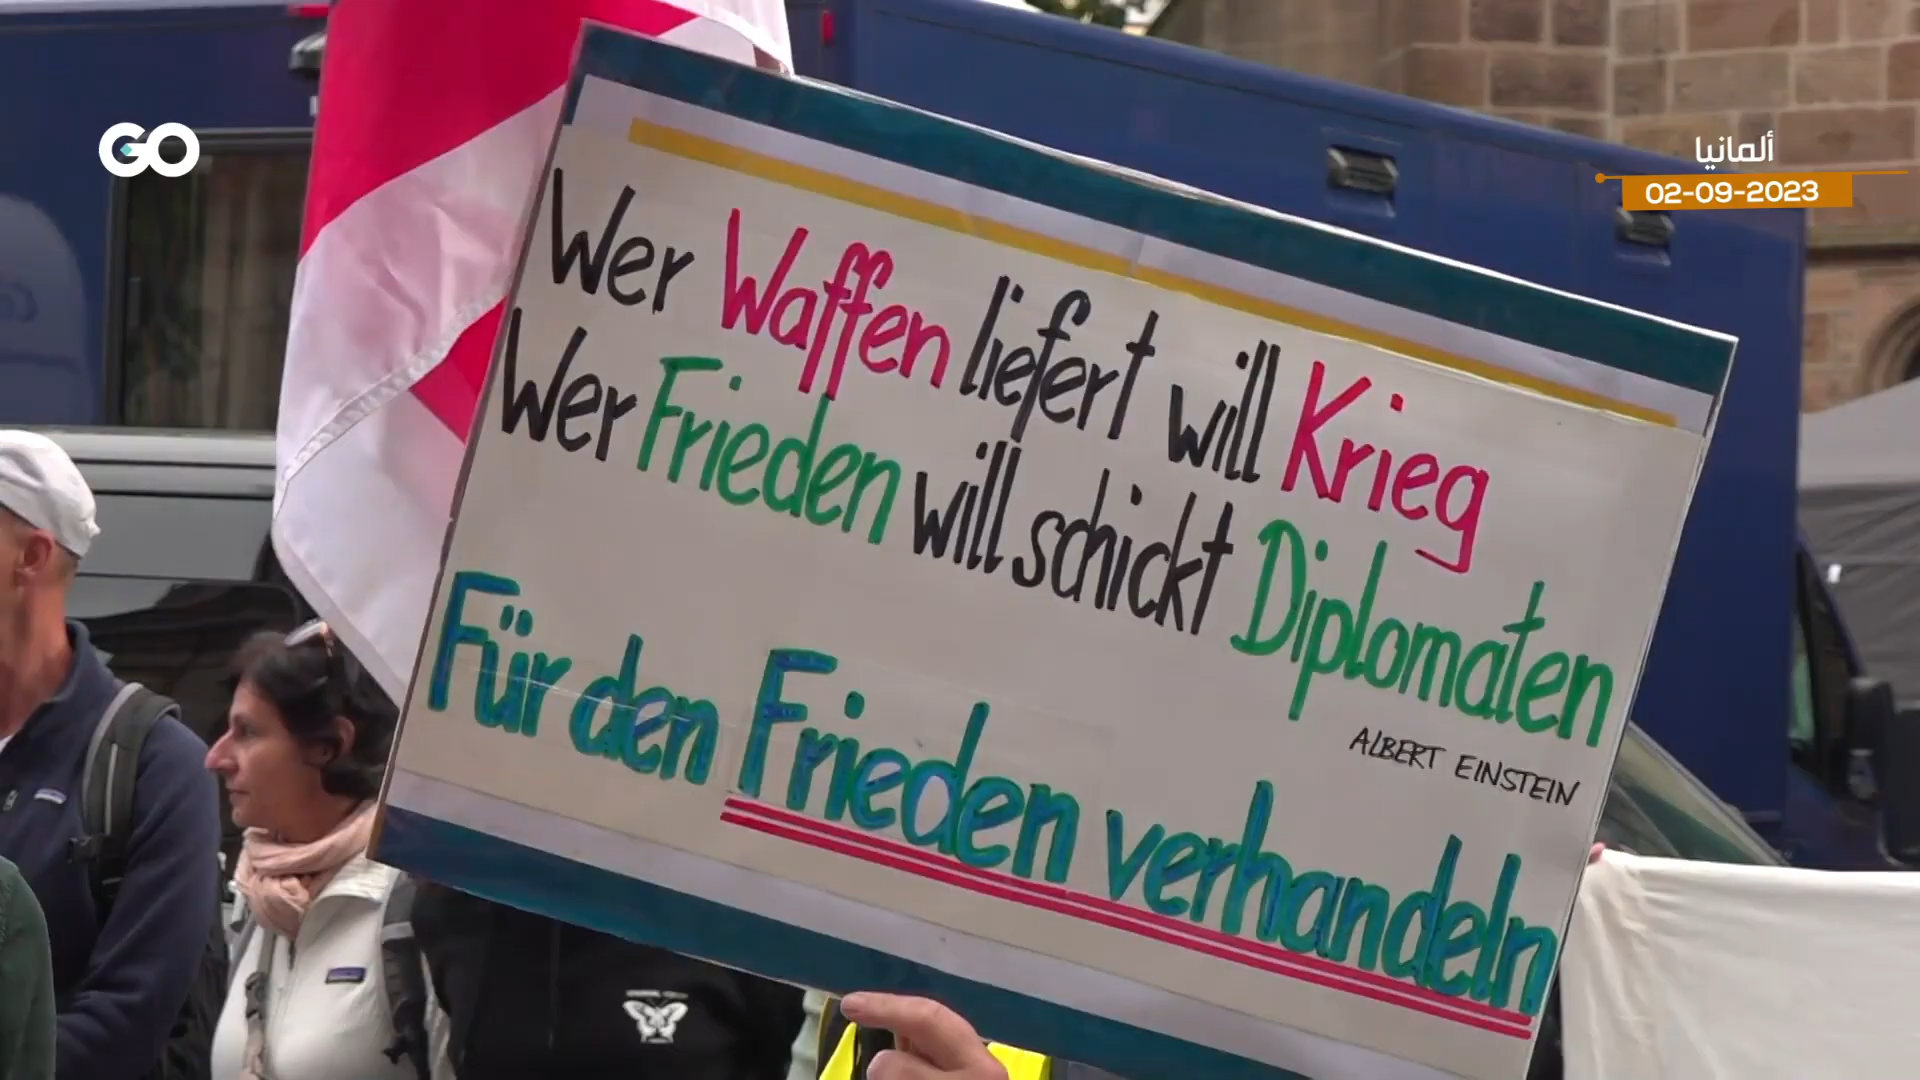 GO
ألمانيا
02-09-2023
Wer Waffen liefert will Krieg
Wer Frieden will schickt Diplomaten
ALBERT EINSTEIN
Für den Frieden verhandeln